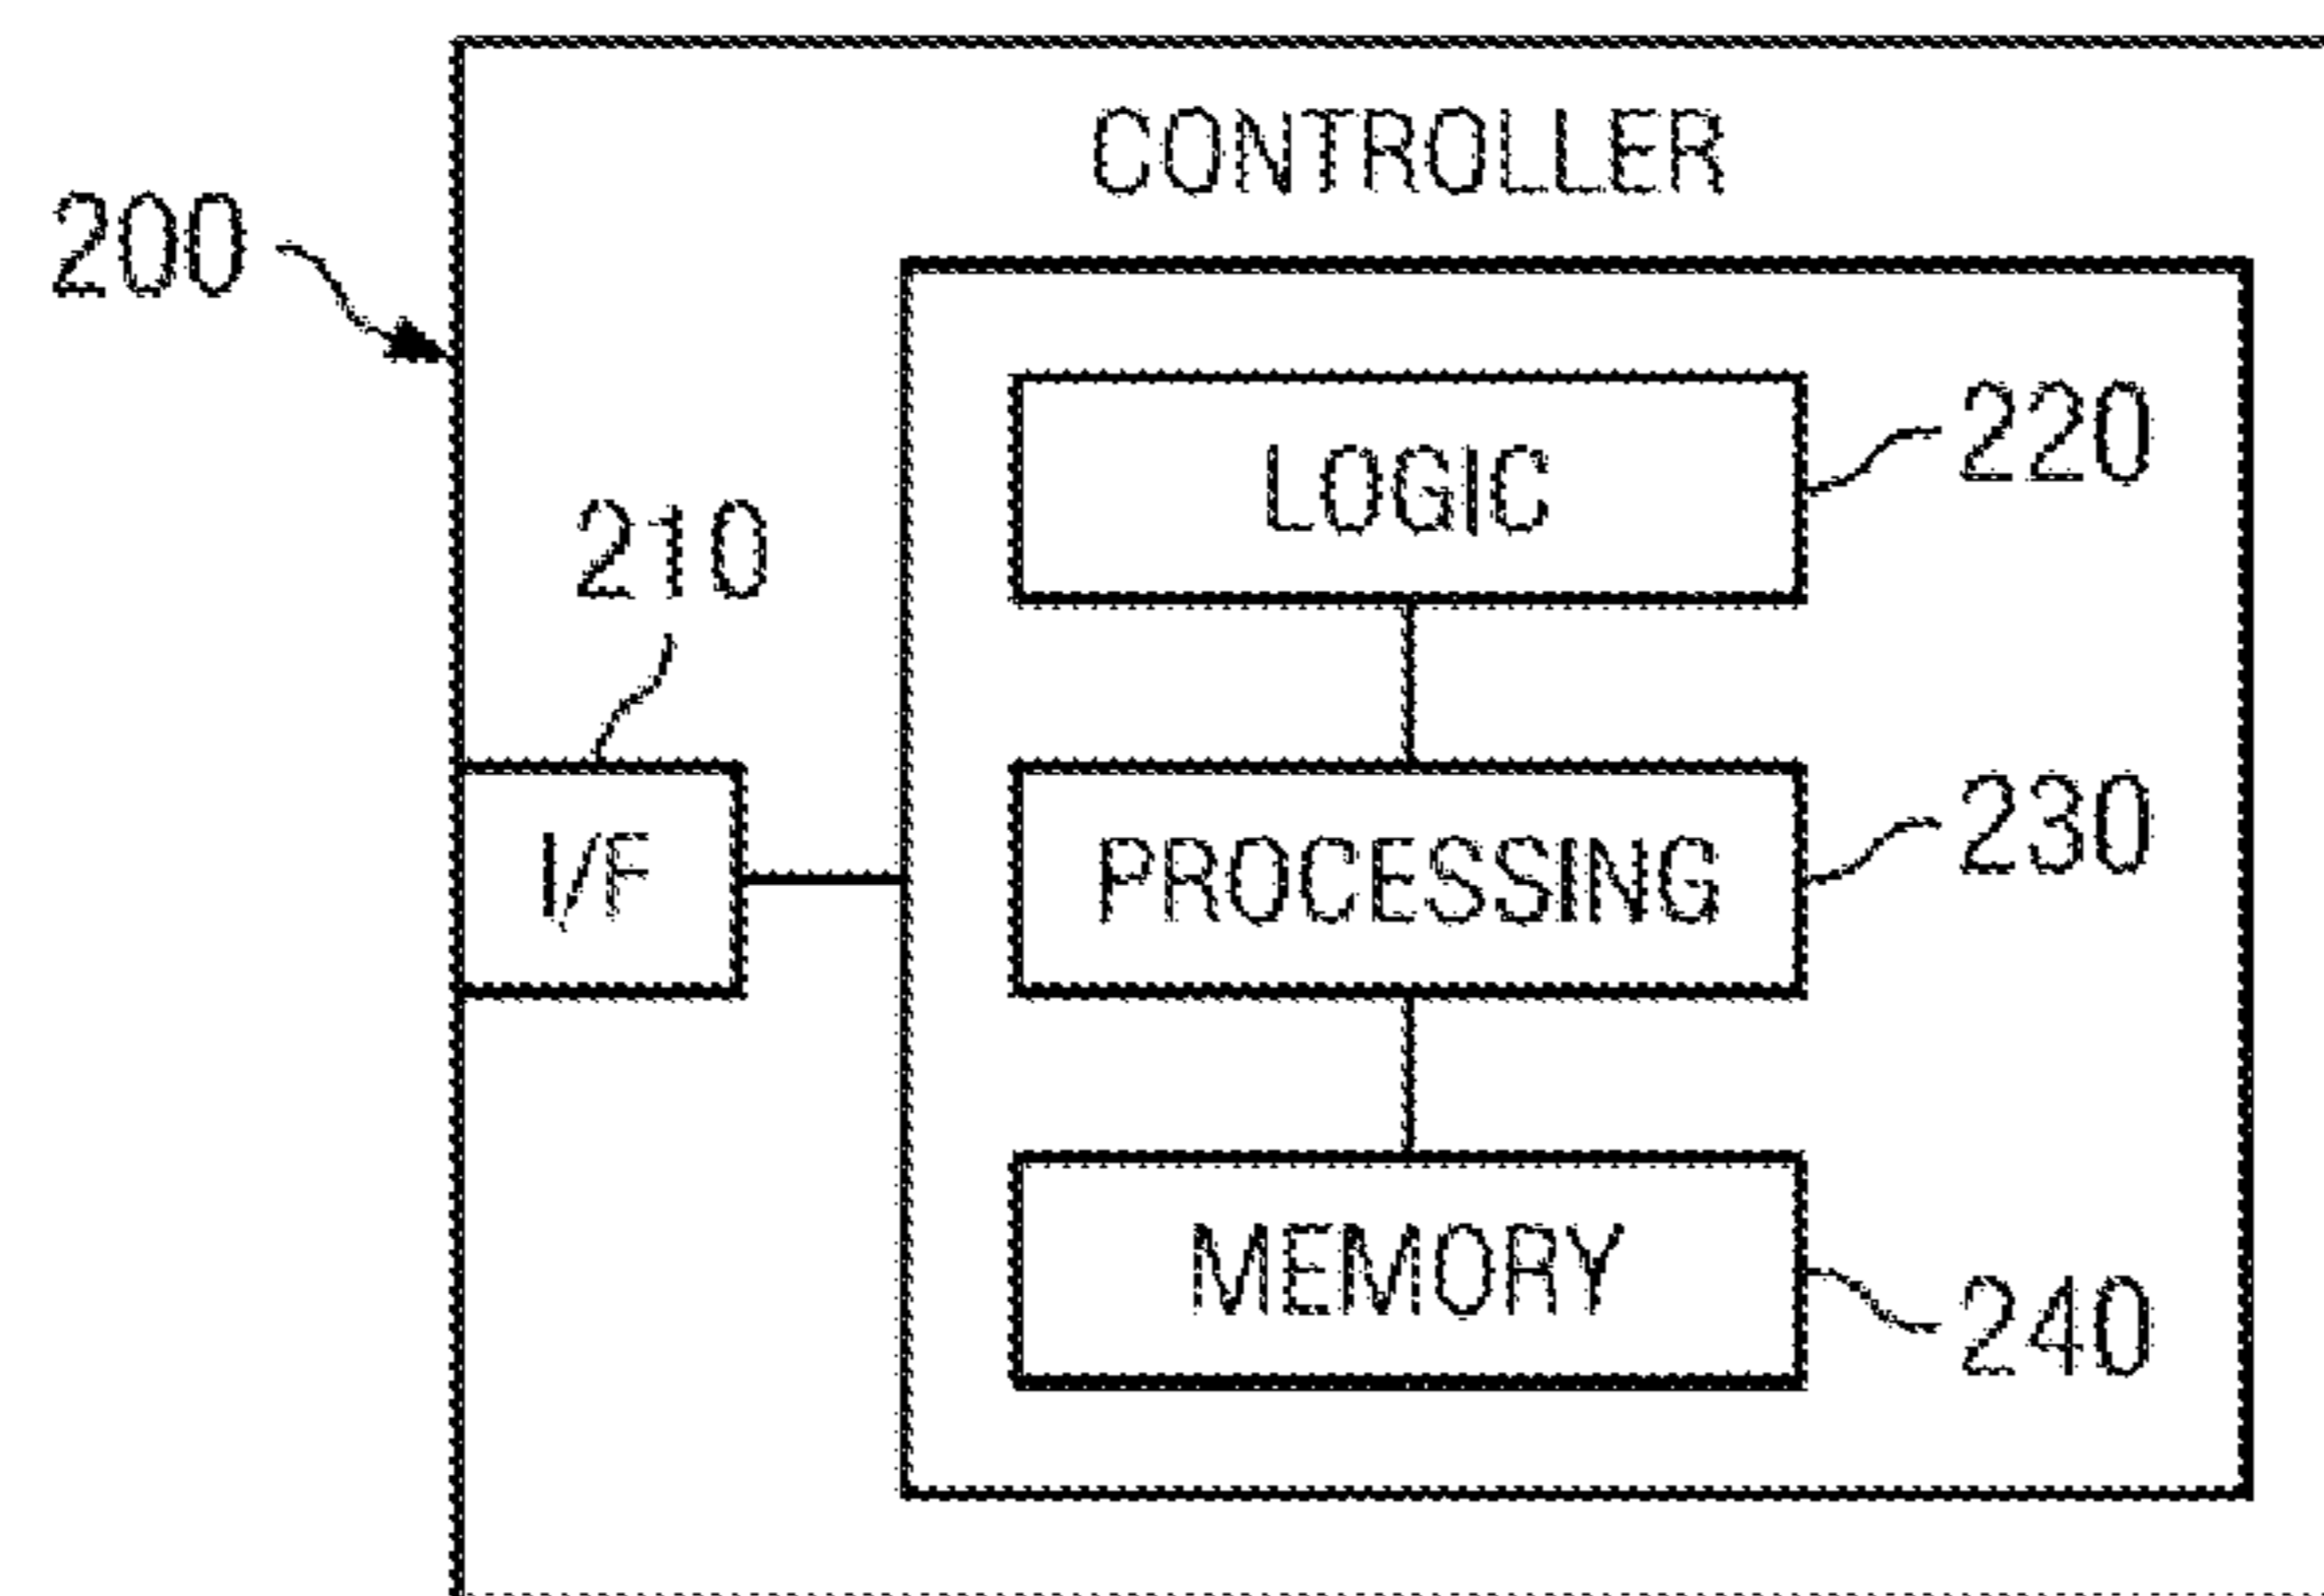 CONTROLLER
200
LOGIC
220
210
I/F
PROCESSING
230
MEMORY
240